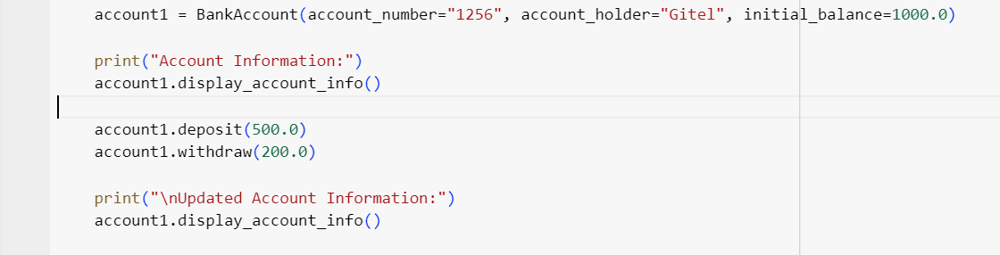 account1 = BankAccount(account_number="1256", account_holder="Gitel", initial_balance=1000.0)
print("Account Information:")
account1.display_account_info()
account1.deposit(500.0)
account1.withdraw(200.0)
print("\nUpdated Account Information:")
account1.display_account_info()